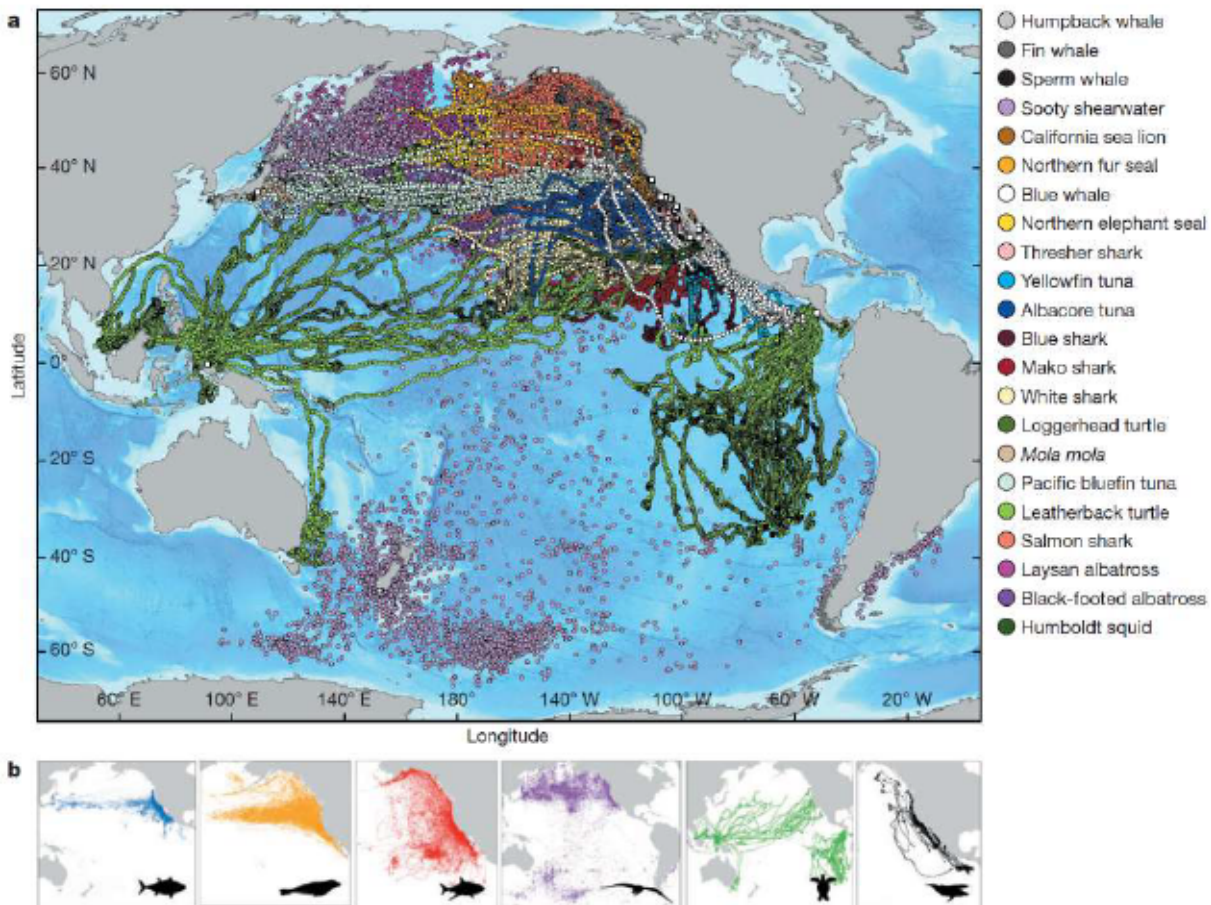 a
Humpback whale
Fin whale
Sperm whale
Sooty shearwater
California sea lion
Northern fur seal
Blue whale
Northern elephant seal
Thresher shark
Yellowfin tuna
Albacore tuna
Blue shark
Mako shark
White shark
Loggerhead turtle
Mola mola
Pacific bluefin tuna
Leatherback turtle
Salmon shark
Laysan albatross
Black-footed albatross
Humboldt squid
Latitude
60° N
40° N
20° N
0°
20° S
40° S
60° S
60° E 100° E 140° E 180° 140° W 100° W 60° W 20° W
Longitude
b